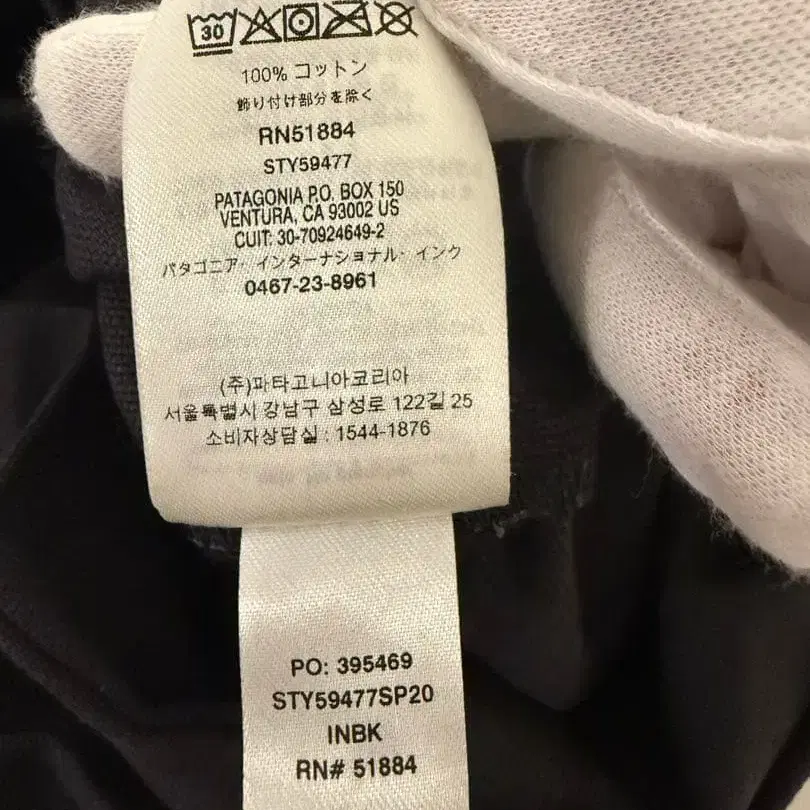 30
100% コットン
飾り付け部分を除く
RN51884
STY59477
PATAGONIA P.O. BOX 150
VENTURA, CA 93002 US
CUIT: 30-70924649-2
パタゴニア・インターナショナル・インク
0467-23-8961
(주)파타고니아코리아
서울특별시 강남구 삼성로 122길 25
소비자상담실 : 1544-1876
PO: 395469
STY59477SP20
INBK
RN# 51884